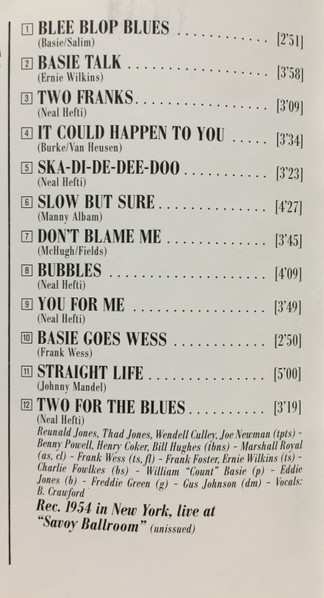 1 BLEE BLOP BLUES . . . . . . . . . . . . [2'51]
(Basie/Salim)
2 BASIE TALK . . . . . . . . . . . . . . . . . . [3'58]
(Ernie Wilkins)
3 TWO FRANKS. . . . . . . . . . . . . . . . . [3'09]
(Neal Hefti)
4 IT COULD HAPPEN TO YOU . . . . . [3'34]
(Burke/Van Heusen)
5 SKA-DI-DE-DEE-DOO . . . . . . . . . . . [3'23]
(Neal Hefti)
6 SLOW BUT SURE . . . . . . . . . . . . . . [4'27]
(Manny Albam)
7 DON'T BLAME ME . . . . . . . . . . . . . [3'45]
(McHugh/Fields)
8 BUBBLES . . . . . . . . . . . . . . . . . . . . [4'09]
(Neal Hefti)
9 YOU FOR ME . . . . . . . . . . . . . . . . . [3'49]
(Neal Hefti)
10 BASIE GOES WESS . . . . . . . . . . . . [2'50]
(Frank Wess)
11 STRAIGHT LIFE . . . . . . . . . . . . . . . [5'00]
(Johnny Mandel)
12 TWO FOR THE BLUES. . . . . . . . . . [3'19]
(Neal Hefti)
Reunald Jones, Thad Jones, Wendell Culley, Joe Newman (tpts) -
Benny Powell, Henry Coker, Bill Hughes (tbns) - Marshall Royal
(as, cl) - Frank Wess (ts, fl) - Frank Foster, Ernie Wilkins (ts) -
Charlie Fowlkes (bs) - William "Count" Basie (p) - Eddie
Jones (b) - Freddie Green (g) - Gus Johnson (dm) - Vocals:
B. Crawford
Rec. 1954 in New York, live at
"Savoy Ballroom" (unissued)